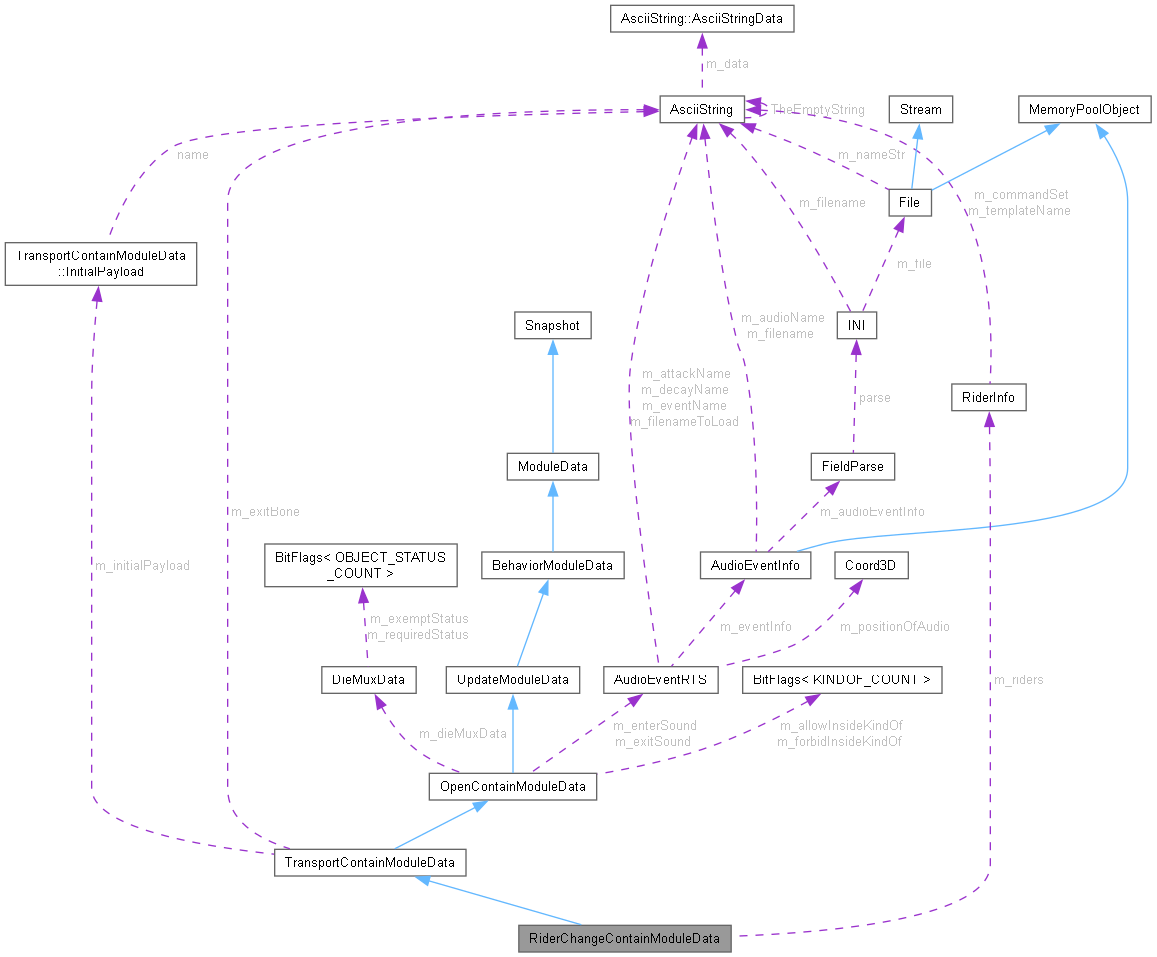 AsciiString::AsciiStringData
m_data
AsciiString
TheEmptyString
Stream
MemoryPoolObject
name
m_nameStr
m_filename
File
m_commandSet
m_templateName
TransportContainModuleData
::InitialPayload
m_file
Snapshot
m_audioName
m_filename
INI
m_attackName
m_decayName
m_eventName
m_filenameToLoad
parse
RiderInfo
ModuleData
FieldParse
m_exitBone
m_audioEventInfo
BitFlags< OBJECT_STATUS
_COUNT >
m_initialPayload
BehaviorModuleData
AudioEventInfo
Coord3D
m_exemptStatus
m_requiredStatus
m_eventInfo
m_positionOfAudio
DieMuxData
UpdateModuleData
AudioEventRTS
BitFlags< KINDOF_COUNT >
m_riders
m_dieMuxData
m_enterSound
m_exitSound
m_allowInsideKindOf
m_forbidInsideKindOf
OpenContainModuleData
TransportContainModuleData
RiderChangeContainModuleData